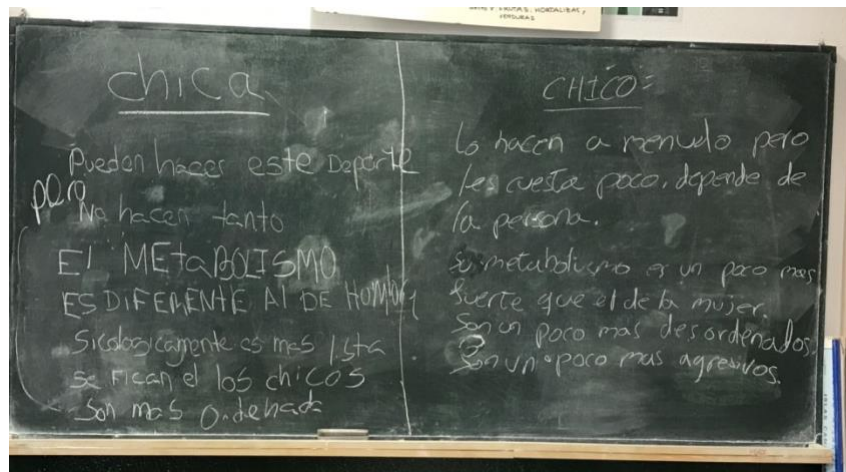 FRUTAS, HORTALIZAS,
VERDURAS
chica
Pueden hacer este Deporte
pero
No hacen tanto
El METABOLISMO
ES DIFERENTE Al DE HOMbre
Sicologicamente es mas lista
se fican el los chicos
Son mas Ordenada
CHICO=
Lo hacen a menudo pero
les cuesta poco, depende de
la persona.
Su metabolismo es un poco mas
fuerte que el de la mujer.
Son un poco mas desordenados.
Son un poco mas agresivos.